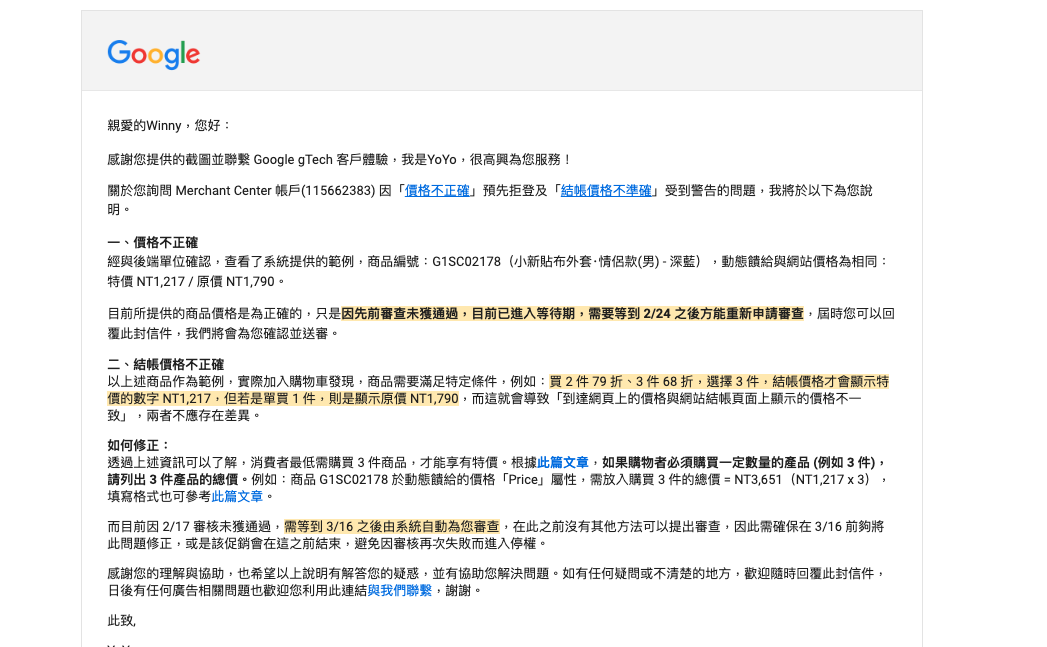 Google
親愛的Winny，您好：
感謝您提供的截圖並聯繫 Google gTech 客戶體驗，我是YoYo，很高興為您服務！
關於您詢問 Merchant Center 帳戶(115662383) 因「價格不正確」預先拒登及「結帳價格不準確」受到警告的問題，我將於以下為您說
明。
一、價格不正確
經與後端單位確認，查看了系統提供的範例，商品編號：G1SC02178（小新貼布外套･情侶款(男) - 深藍），動態饋給與網站價格為相同：
特價 NT1,217 / 原價 NT1,790。
目前所提供的商品價格是為正確的，只是因先前審查未獲通過，目前已進入等待期，需要等到 2/24 之後方能重新申請審查，屆時您可以回
覆此封信件，我們將會為您確認並送審。
二、結帳價格不正確
以上述商品作為範例，實際加入購物車發現，商品需要滿足特定條件，例如：買 2 件 79 折、3 件 68 折，選擇 3 件，結帳價格才會顯示特
價的數字 NT1,217，但若是單買 1 件，則是顯示原價 NT1,790，而這就會導致「到達網頁上的價格與網站結帳頁面上顯示的價格不一
致」，兩者不應存在差異。
如何修正：
透過上述資訊可以了解，消費者最低需購買 3 件商品，才能享有特價。根據此篇文章，如果購物者必須購買一定數量的產品 (例如 3 件)，
請列出 3 件產品的總價。例如：商品 G1SC02178 於動態饋給的價格「Price」屬性，需放入購買 3 件的總價 = NT3,651（NT1,217 x 3），
填寫格式也可參考此篇文章。
而目前因 2/17 審核未獲通過，需等到 3/16 之後由系統自動為您審查，在此之前沒有其他方法可以提出審查，因此需確保在 3/16 前夠將
此問題修正，或是該促銷會在這之前結束，避免因審核再次失敗而進入停權。
感謝您的理解與協助，也希望以上說明有解答您的疑惑，並有協助您解決問題。如有任何疑問或不清楚的地方，歡迎隨時回覆此封信件，
日後有任何廣告相關問題也歡迎您利用此連結與我們聯繫，謝謝。
此致,